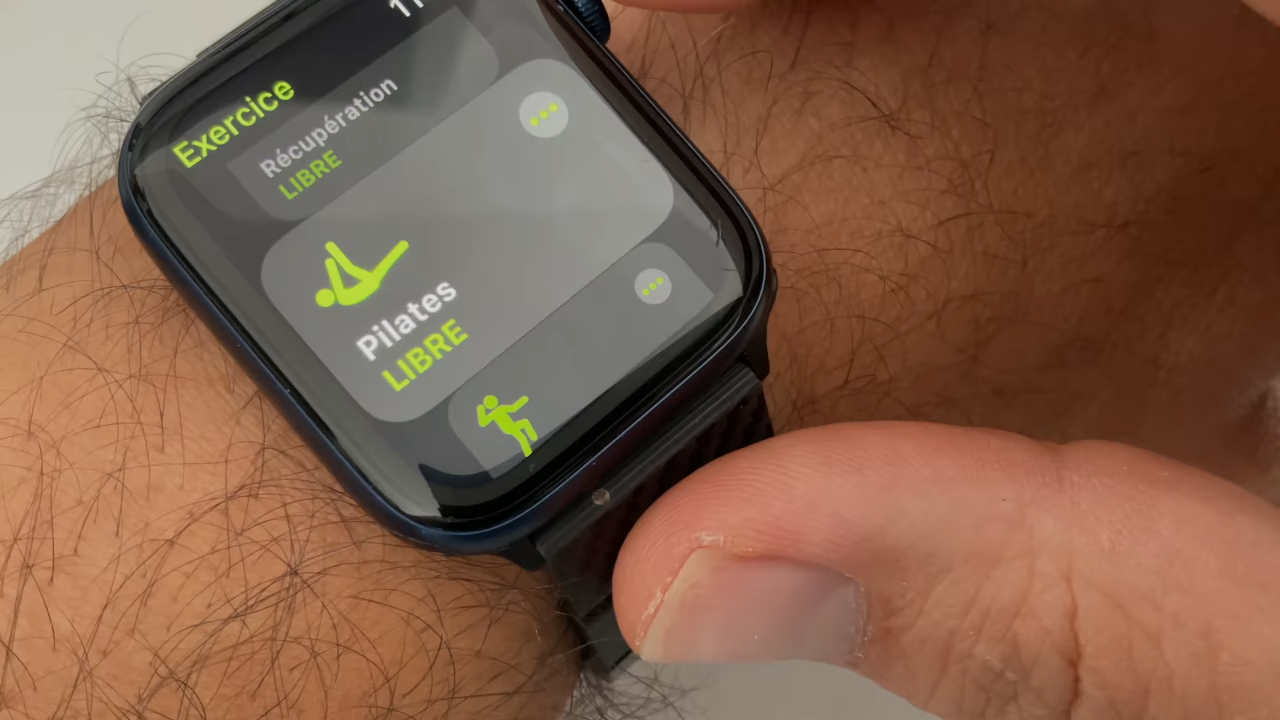 Exercice
Récupération
LIBRE
Pilates
LIBRE